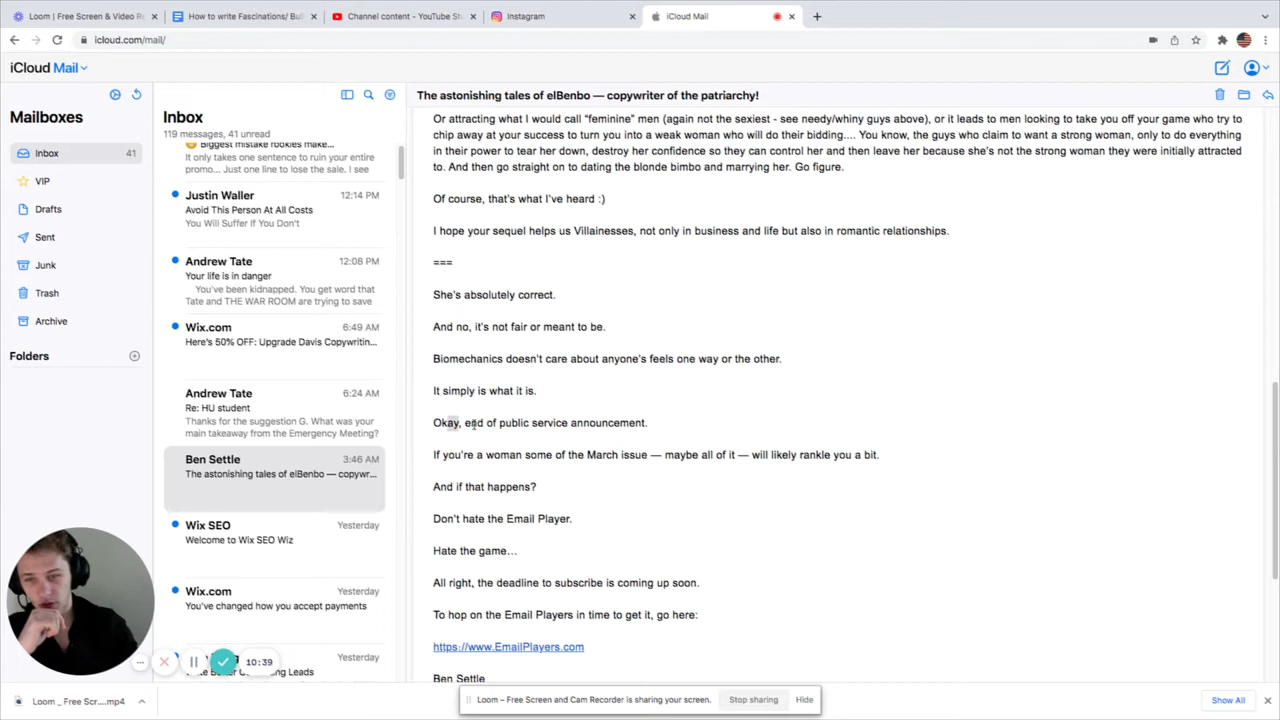 Loom | Free Screen & Video Re
How to write Fascinations/ Bul
Channel content - YouTube St
Instagram
iCloud Mail
icloud.com/mail/
iCloud Mail
Mailboxes
Inbox 41
VIP
Drafts
Sent
Junk
Trash
Archive
Folders
Inbox
119 messages, 41 unread
Biggest mistake rookies make...
It only takes one sentence to ruin your entire
promo... Just one line to lose the sale. I see
Justin Waller 12:14 PM
Avoid This Person At All Costs
You Will Suffer If You Don't
Andrew Tate 12:08 PM
Your life is in danger
You've been kidnapped. You get word that
Tate and THE WAR ROOM are trying to save
Wix.com 6:49 AM
Here's 50% OFF: Upgrade Davis Copywritin...
Andrew Tate 6:24 AM
Re: HU student
Thanks for the suggestion G. What was your
main takeaway from the Emergency Meeting?
Ben Settle 3:46 AM
The astonishing tales of elBenbo — copywr...
Wix SEO Yesterday
Welcome to Wix SEO Wiz
Wix.com Yesterday
You've changed how you accept payments
Yesterday
ing Leads
The astonishing tales of elBenbo — copywriter of the patriarchy!
Or attracting what I would call “feminine” men (again not the sexiest - see needy/whiny guys above), or it leads to men looking to take you off your game who try to
chip away at your success to turn you into a weak woman who will do their bidding.... You know, the guys who claim to want a strong woman, only to do everything
in their power to tear her down, destroy her confidence so they can control her and then leave her because she’s not the strong woman they were initially attracted
to. And then go straight on to dating the blonde bimbo and marrying her. Go figure.
Of course, that’s what I’ve heard :)
I hope your sequel helps us Villainesses, not only in business and life but also in romantic relationships.
===
She’s absolutely correct.
And no, it’s not fair or meant to be.
Biomechanics doesn’t care about anyone’s feels one way or the other.
It simply is what it is.
Okay, end of public service announcement.
If you’re a woman some of the March issue — maybe all of it — will likely rankle you a bit.
And if that happens?
Don’t hate the Email Player.
Hate the game…
All right, the deadline to subscribe is coming up soon.
To hop on the Email Players in time to get it, go here:
https://www.EmailPlayers.com
Ben Settle
10:39
Loom _ Free Scr....mp4
Loom – Free Screen and Cam Recorder is sharing your screen.
Stop sharing
Hide
Show All